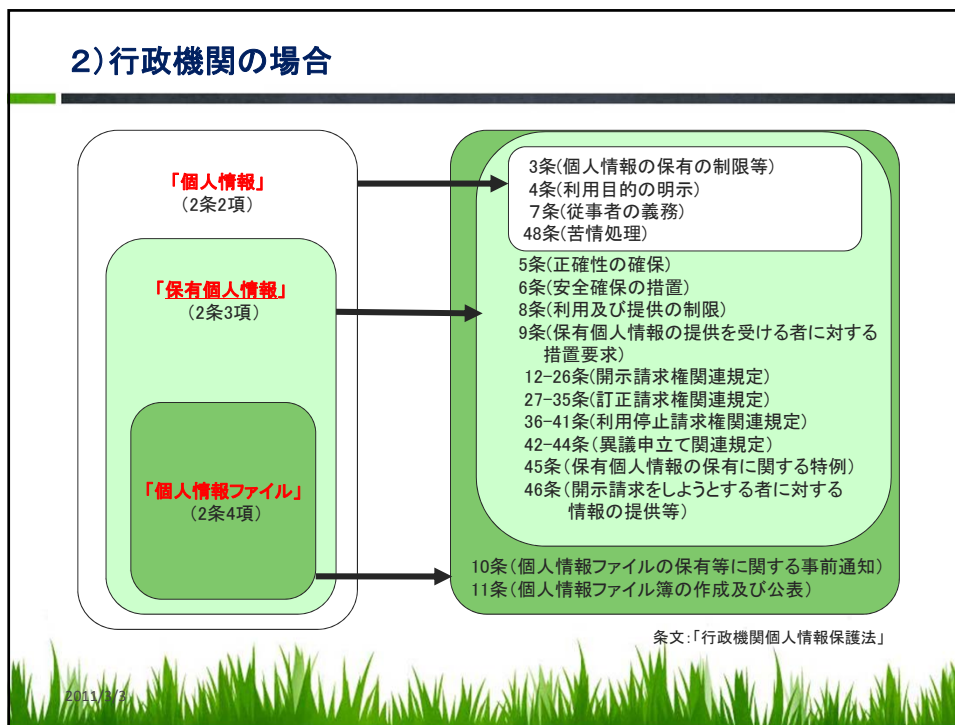 2)行政機関の場合
「個人情報」
(2条2項)
「保有個人情報」
(2条3項)
「個人情報ファイル」
(2条4項)
3条(個人情報の保有の制限等)
4条(利用目的の明示)
7条(従事者の義務)
48条(苦情処理)
5条(正確性の確保)
6条(安全確保の措置)
8条(利用及び提供の制限)
9条(保有個人情報の提供を受ける者に対する
措置要求)
12-26条(開示請求権関連規定)
27-35条(訂正請求権関連規定)
36-41条(利用停止請求権関連規定)
42-44条(異議申立て関連規定)
45条(保有個人情報の保有に関する特例)
46条(開示請求をしようとする者に対する
情報の提供等)
10条(個人情報ファイルの保有等に関する事前通知)
11条(個人情報ファイル簿の作成及び公表)
条文:「行政機関個人情報保護法」
2011/3/3